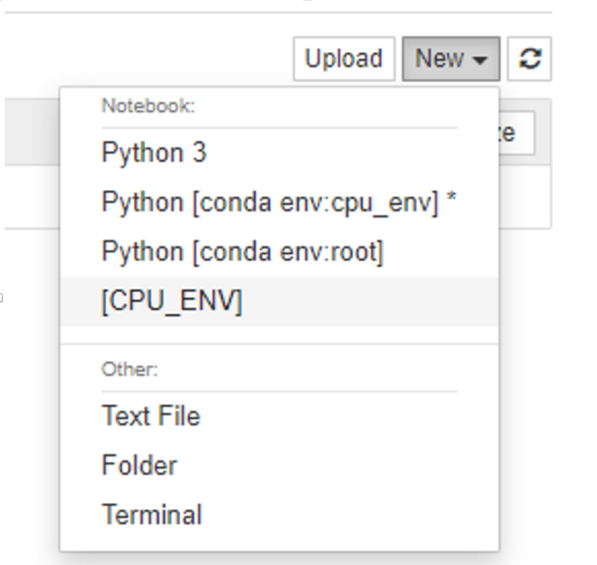 Upload New
Notebook:
ze
Python 3
Python [conda env:cpu_env] *
Python [conda env:root]
[CPU_ENV]
Other:
Text File
Folder
Terminal